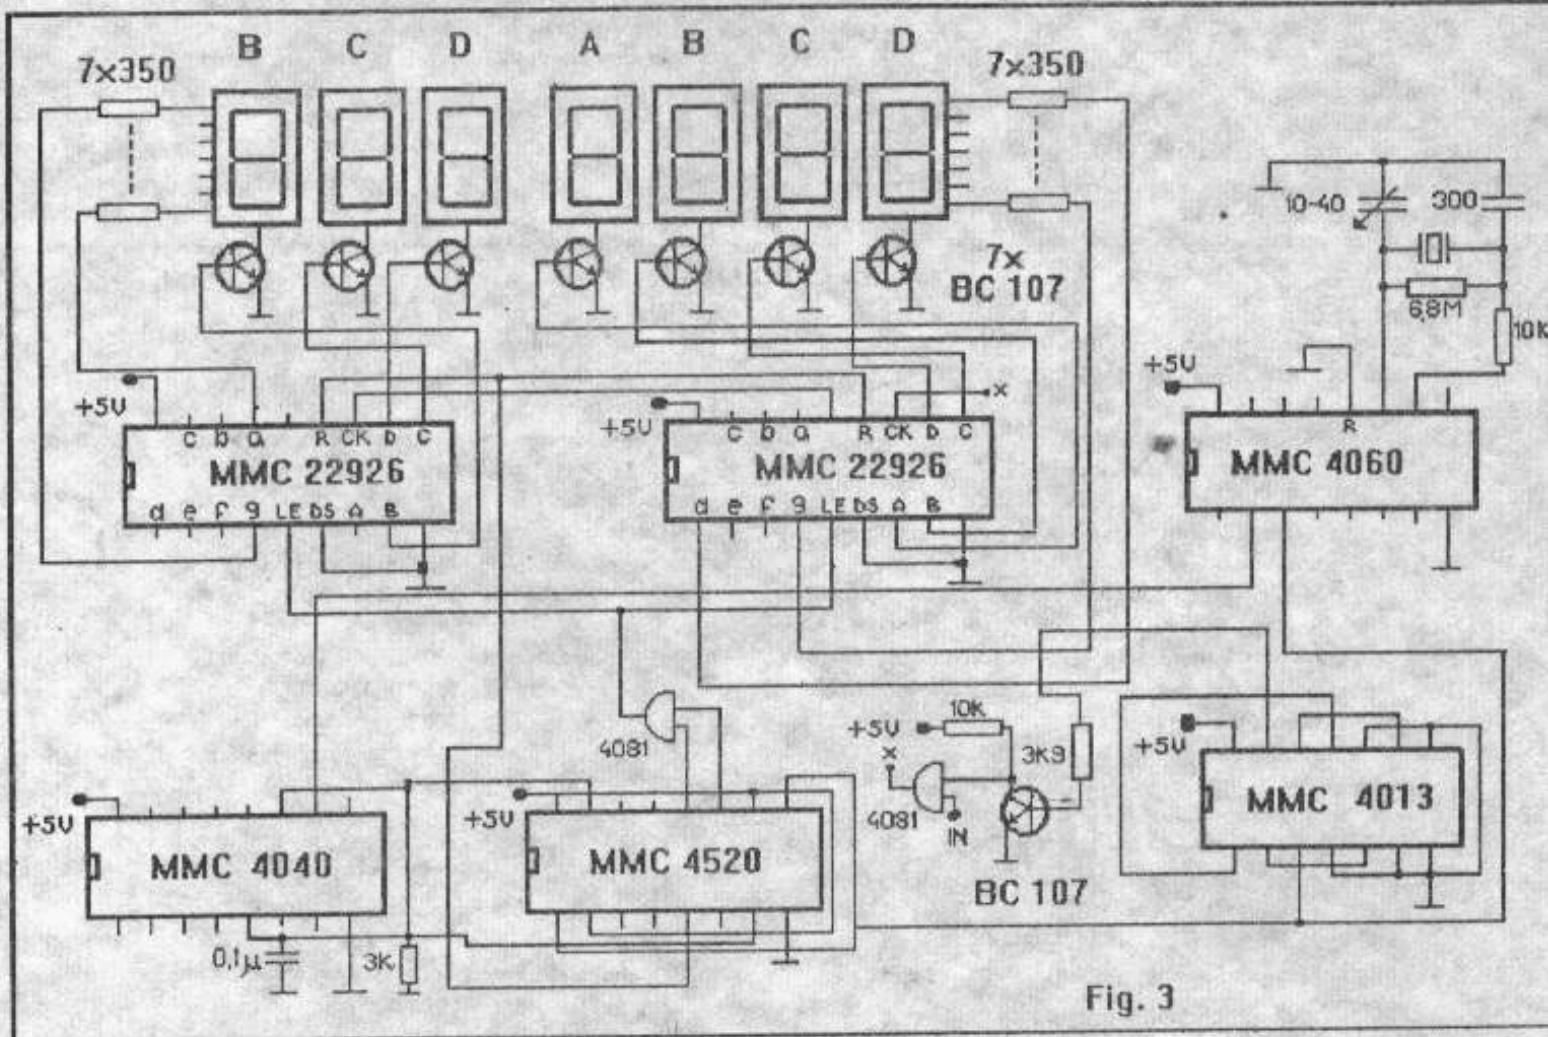 B C D A B C D
7x350 7x350
10-40 300
7x
BC 107
6,8M
10K
+5V +5V +5V
x
c b a R CK D C
MMC 22926
d e f g LE DS A B
c b a R CK D C
MMC 22926
d e f g LE DS A B
R
MMC 4060
4081
+5V 10K
x
3K9
4081
IN
BC 107
+5V
MMC 4013
+5V
MMC 4040
0,1µ
3K
+5V
MMC 4520
Fig. 3